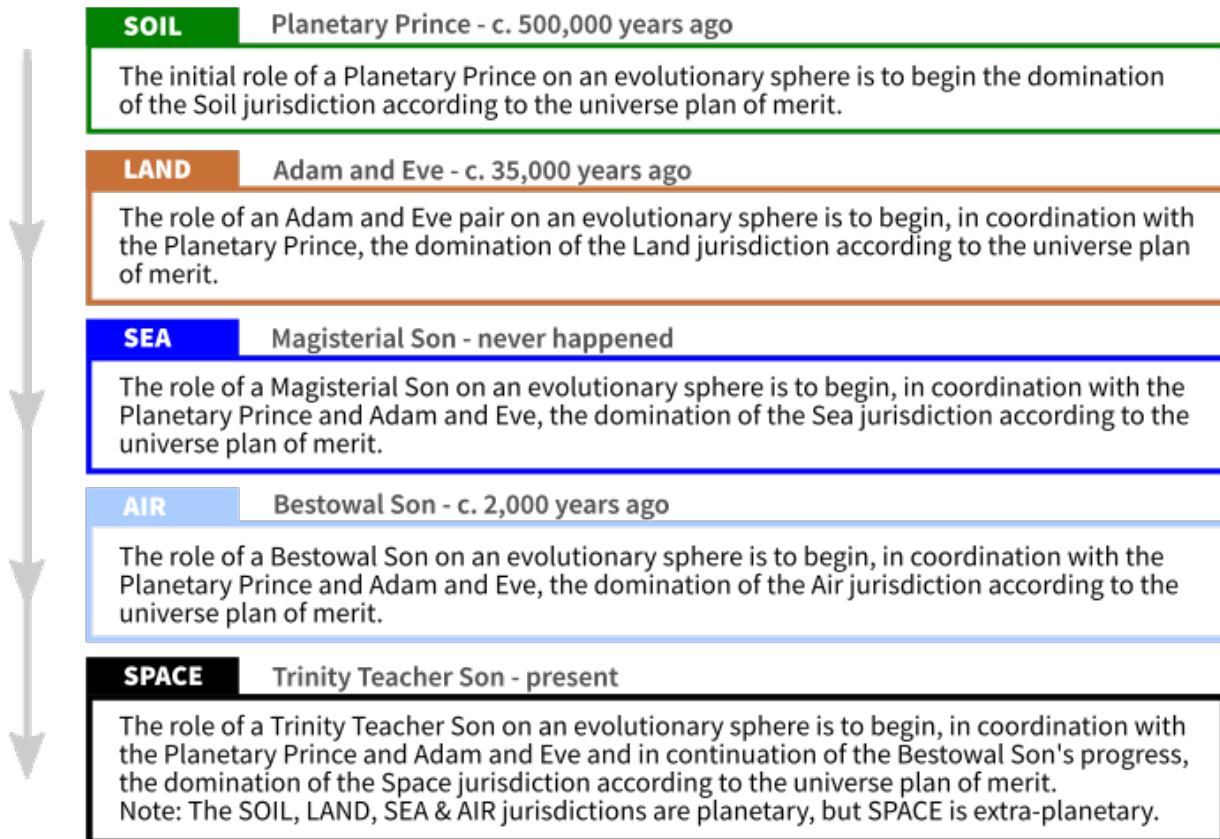 SOIL Planetary Prince - c. 500,000 years ago
The initial role of a Planetary Prince on an evolutionary sphere is to begin the domination
of the Soil jurisdiction according to the universe plan of merit.
LAND Adam and Eve - c. 35,000 years ago
The role of an Adam and Eve pair on an evolutionary sphere is to begin, in coordination with
the Planetary Prince, the domination of the Land jurisdiction according to the universe plan
of merit.
SEA Magisterial Son - never happened
The role of a Magisterial Son on an evolutionary sphere is to begin, in coordination with the
Planetary Prince and Adam and Eve, the domination of the Sea jurisdiction according to the
universe plan of merit.
AIR Bestowal Son - c. 2,000 years ago
The role of a Bestowal Son on an evolutionary sphere is to begin, in coordination with the
Planetary Prince and Adam and Eve, the domination of the Air jurisdiction according to the
universe plan of merit.
SPACE Trinity Teacher Son - present
The role of a Trinity Teacher Son on an evolutionary sphere is to begin, in coordination with
the Planetary Prince and Adam and Eve and in continuation of the Bestowal Son's progress,
the domination of the Space jurisdiction according to the universe plan of merit.
Note: The SOIL, LAND, SEA & AIR jurisdictions are planetary, but SPACE is extra-planetary.